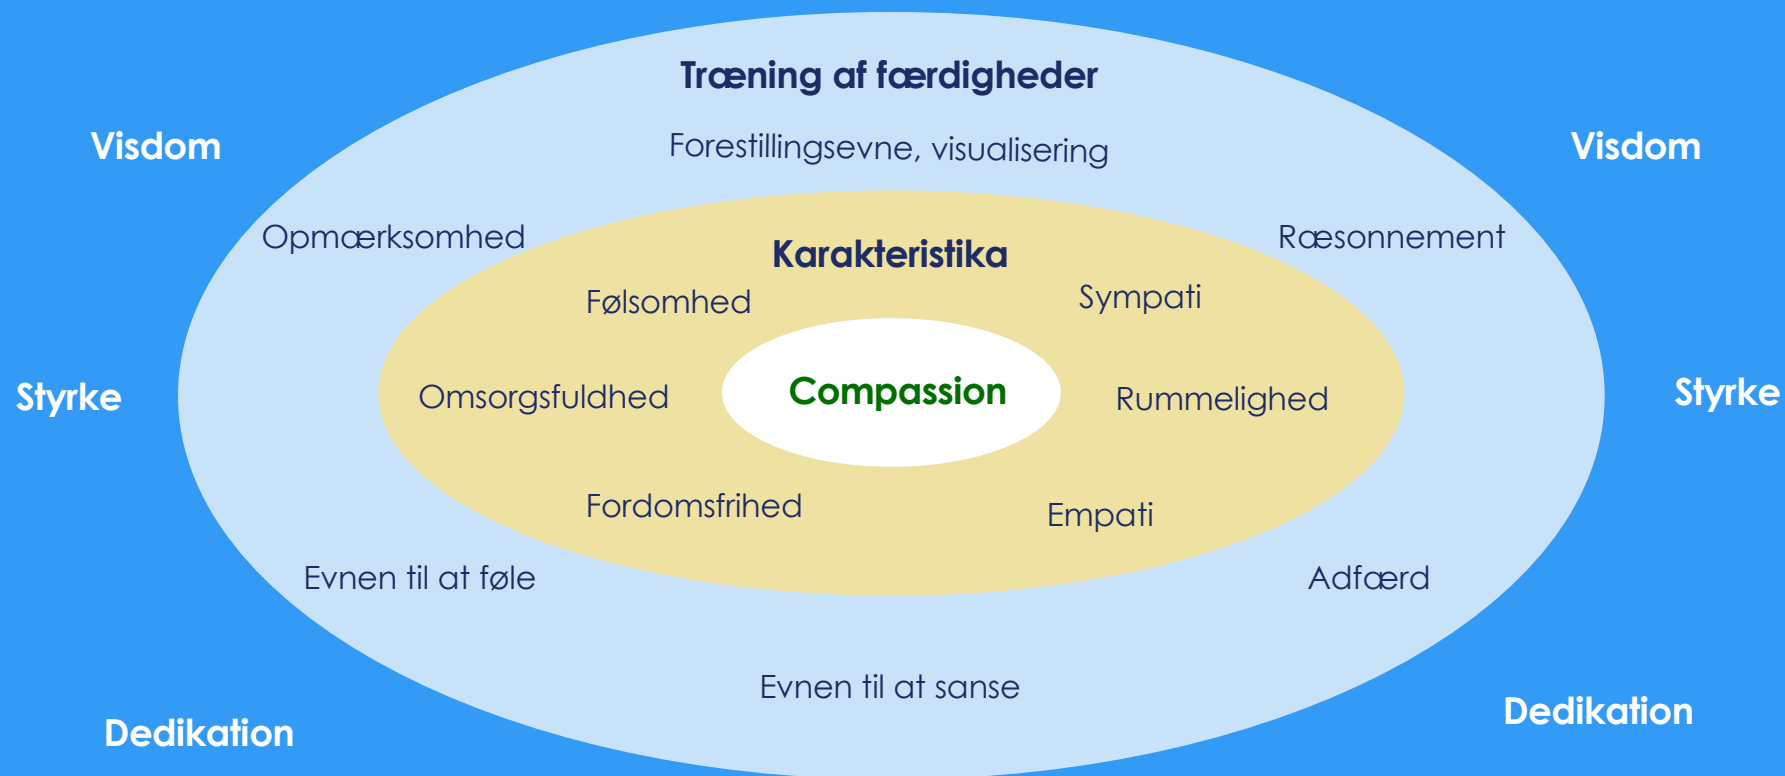 Træning af færdigheder
Visdom
Forestillingsevne, visualisering
Visdom
Opmærksomhed
Ræsonnement
Karakteristika
Følsomhed
Sympati
Styrke
Omsorgsfuldhed
Compassion
Rummelighed
Styrke
Fordomsfrihed
Empati
Evnen til at føle
Adfærd
Evnen til at sanse
Dedikation
Dedikation